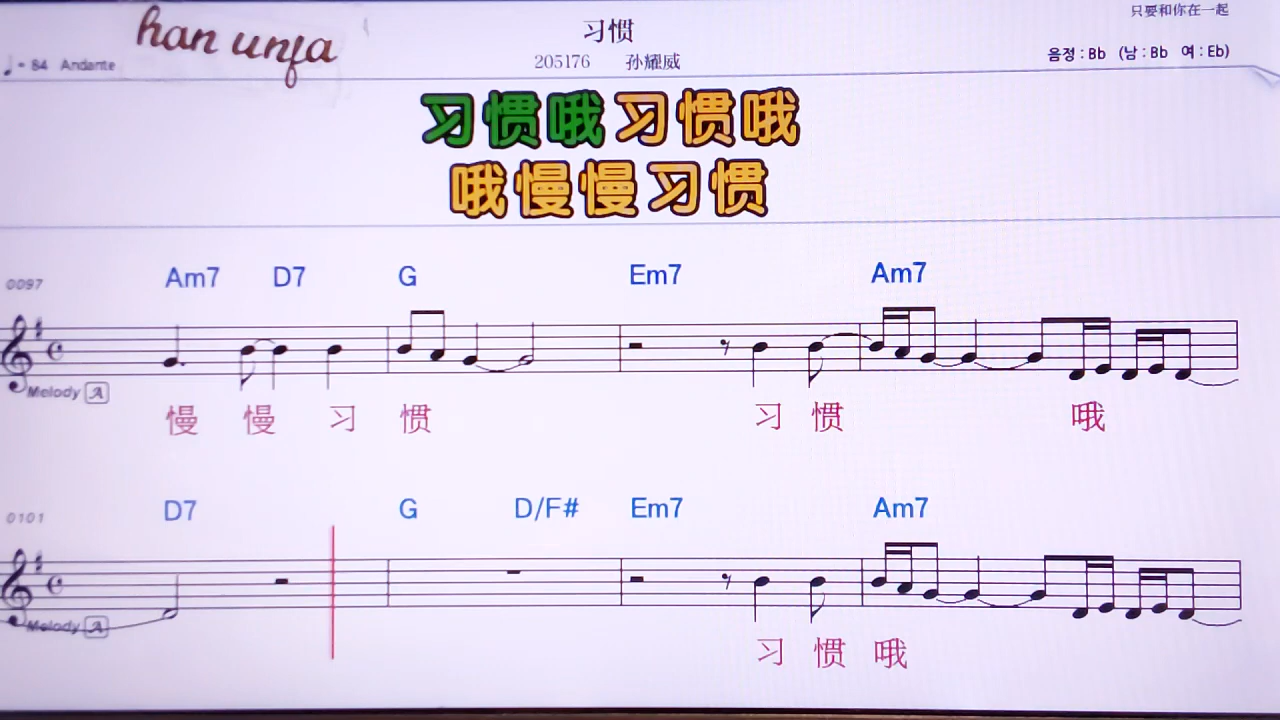 只要和你在一起
han unfa
习惯
♩= 84 Andante
205176 孙耀威
음정 : Bb (남 : Bb 여 : Eb)
习惯哦习惯哦
哦慢慢习惯
0097 Am7 D7 G Em7 Am7
Melody A
慢 慢 习 惯 习 惯 哦
0101 D7 G D/F# Em7 Am7
Melody A
习 惯 哦